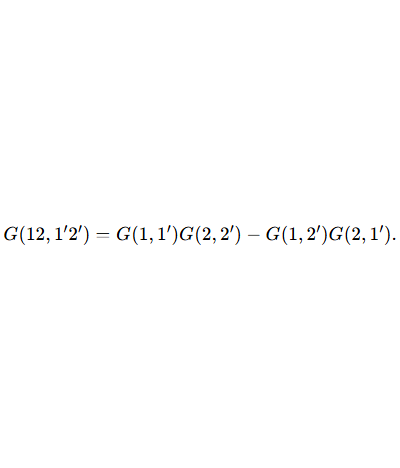 G(12, 1′2′) = G(1, 1′)G(2, 2′) − G(1, 2′)G(2, 1′).